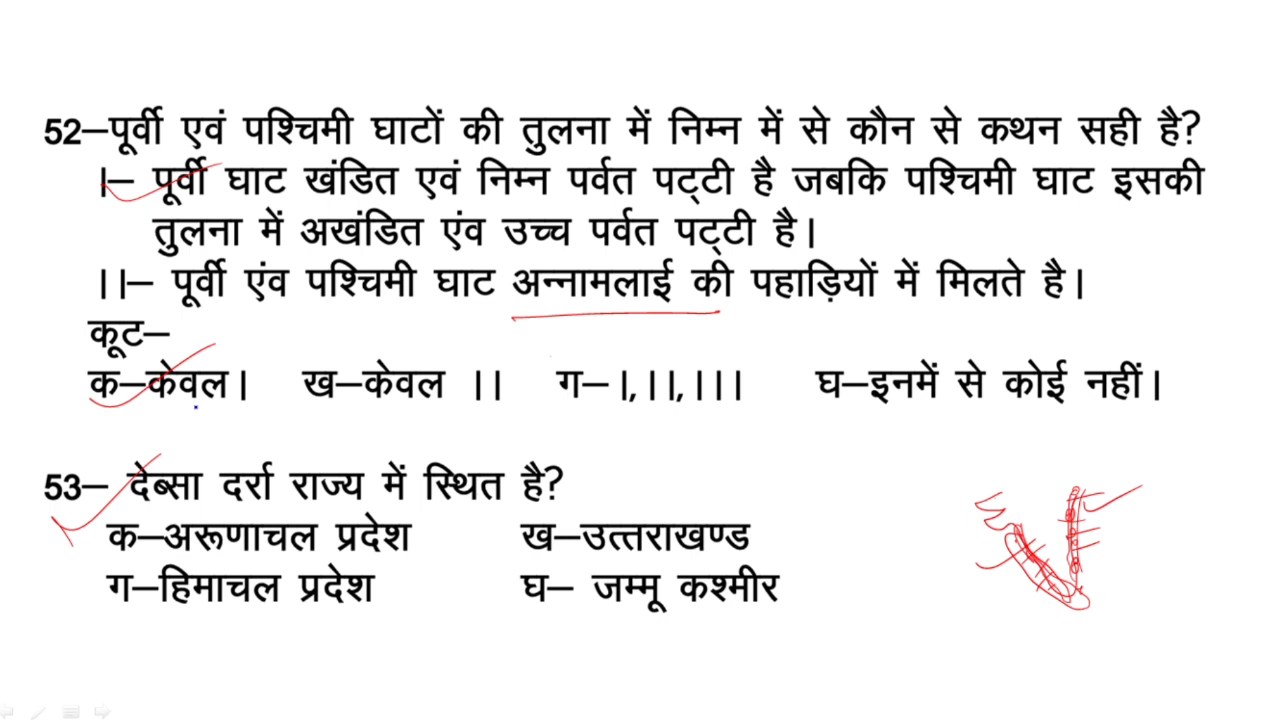 52–पूर्वी एवं पश्चिमी घाटों की तुलना में निम्न में से कौन से कथन सही है?
।– पूर्वी घाट खंडित एवं निम्न पर्वत पट्टी है जबकि पश्चिमी घाट इसकी
तुलना में अखंडित एंव उच्च पर्वत पट्टी है।
।।– पूर्वी एंव पश्चिमी घाट अन्नामलाई की पहाड़ियों में मिलते है।
कूट–
क–केवल। ख–केवल ।। ग–।,।।,।।। घ–इनमें से कोई नहीं।
53– देब्सा दर्रा राज्य में स्थित है?
क–अरूणाचल प्रदेश ख–उत्तराखण्ड
ग–हिमाचल प्रदेश घ– जम्मू कश्मीर